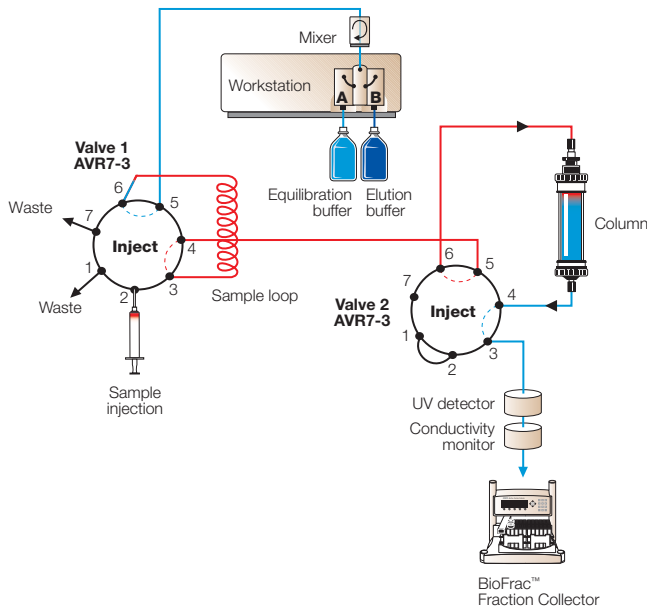 Mixer
Workstation
A
B
Equilibration
buffer
Elution
buffer
Valve 1
AVR7-3
6
5
Waste
7
Inject
4
1
3
Waste
2
Sample loop
Sample
injection
Column
6
5
7
4
Valve 2
AVR7-3
Inject
1
3
2
UV detector
Conductivity
monitor
BioFrac™
Fraction Collector